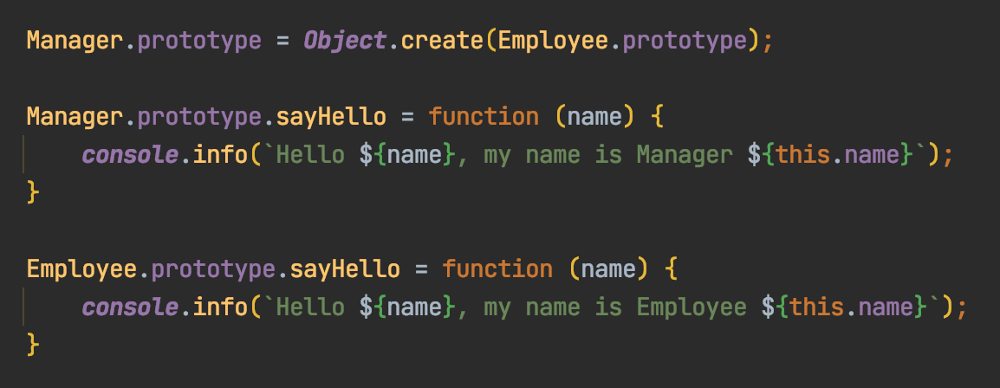 Manager.prototype = Object.create(Employee.prototype);
Manager.prototype.sayHello = function (name) {
    console.info(`Hello ${name}, my name is Manager ${this.name}`);
}
Employee.prototype.sayHello = function (name) {
    console.info(`Hello ${name}, my name is Employee ${this.name}`);
}